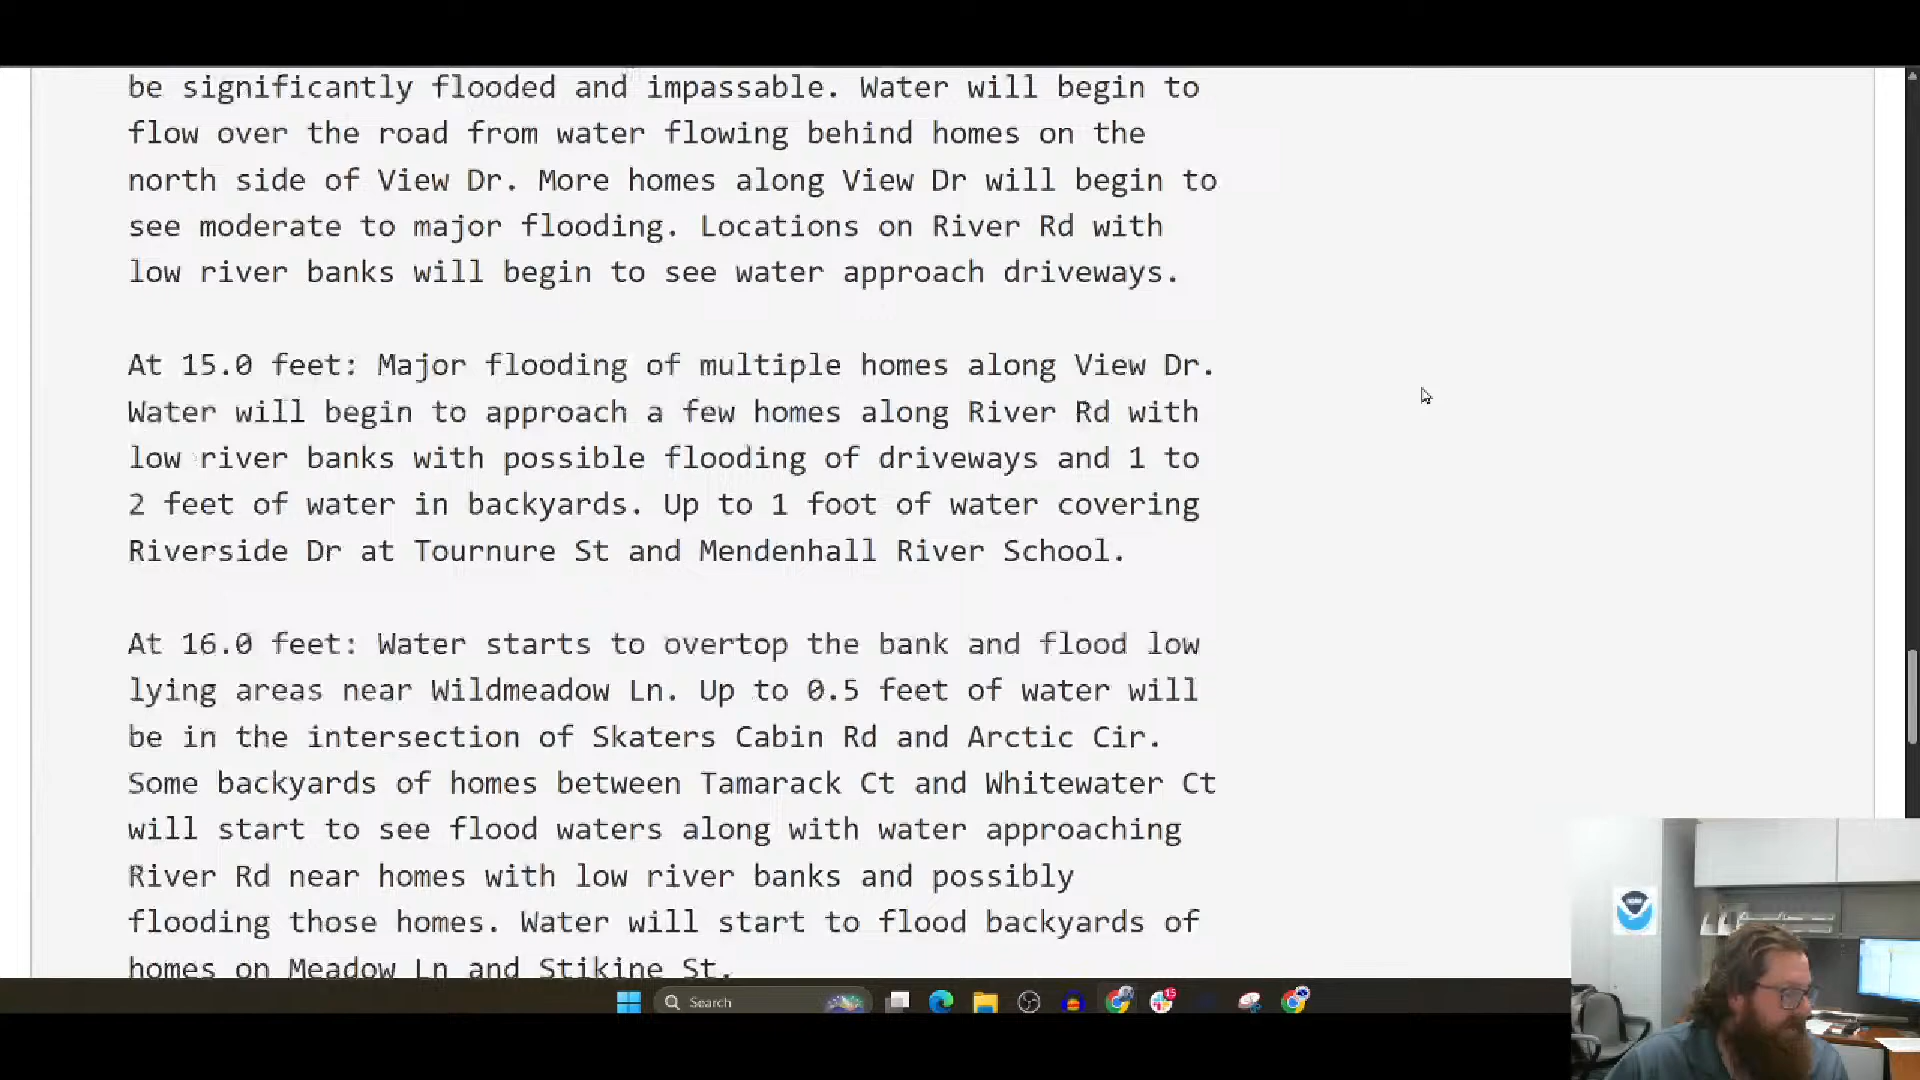 be significantly flooded and impassable. Water will begin to
flow over the road from water flowing behind homes on the
north side of View Dr. More homes along View Dr will begin to
see moderate to major flooding. Locations on River Rd with
low river banks will begin to see water approach driveways.
At 15.0 feet: Major flooding of multiple homes along View Dr.
Water will begin to approach a few homes along River Rd with
low river banks with possible flooding of driveways and 1 to
2 feet of water in backyards. Up to 1 foot of water covering
Riverside Dr at Tournure St and Mendenhall River School.
At 16.0 feet: Water starts to overtop the bank and flood low
lying areas near Wildmeadow Ln. Up to 0.5 feet of water will
be in the intersection of Skaters Cabin Rd and Arctic Cir.
Some backyards of homes between Tamarack Ct and Whitewater Ct
will start to see flood waters along with water approaching
River Rd near homes with low river banks and possibly
flooding those homes. Water will start to flood backyards of
homes on Meadow Ln and Stikine St.
Search
15